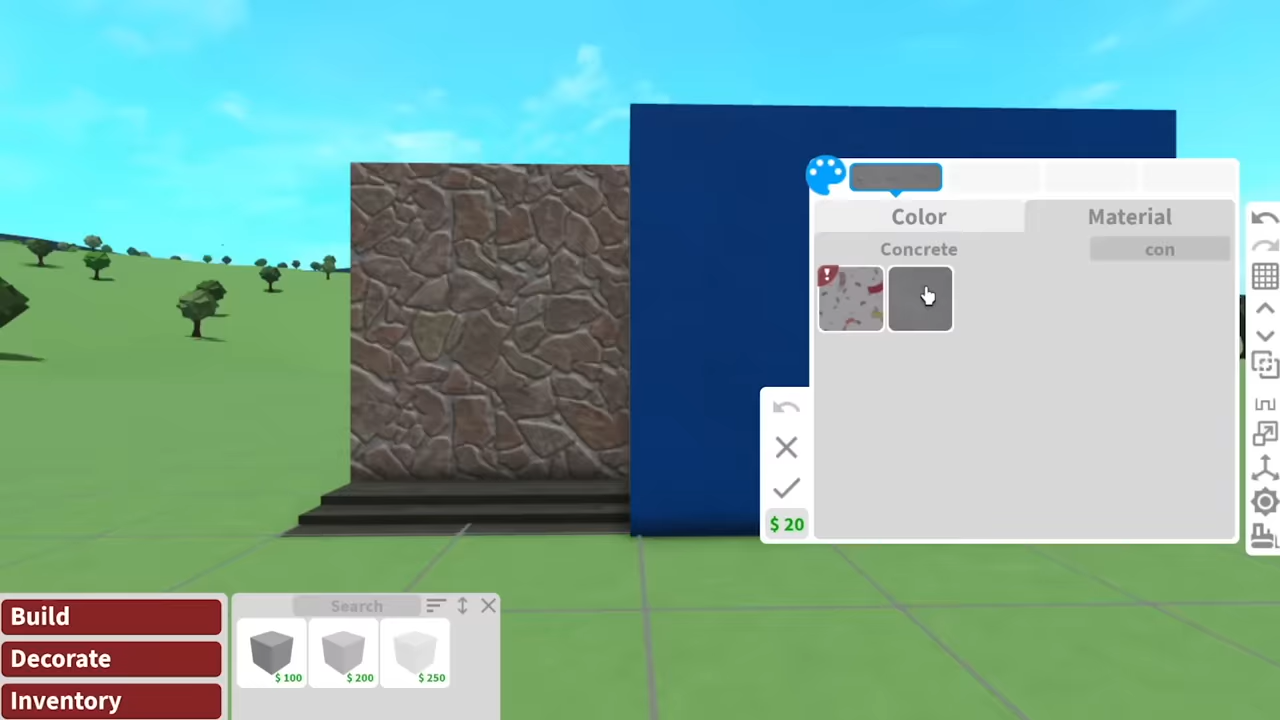 Color
Material
Concrete
con
$ 20
Build
Decorate
Inventory
Search
$ 100
$ 200
$ 250